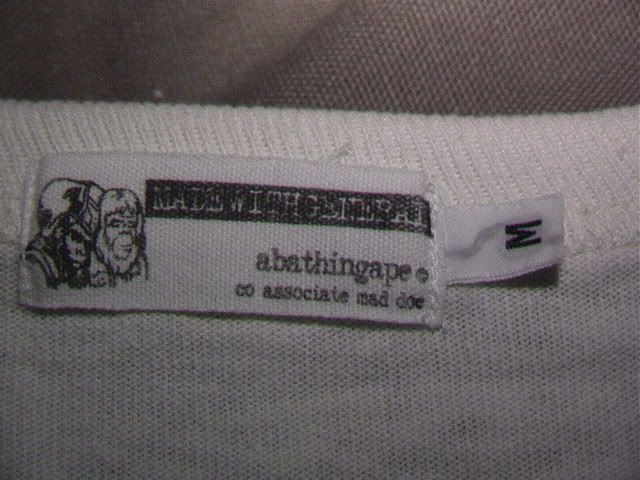 MADE WITH GENERAL
abathingape®
co associate mad doe
M